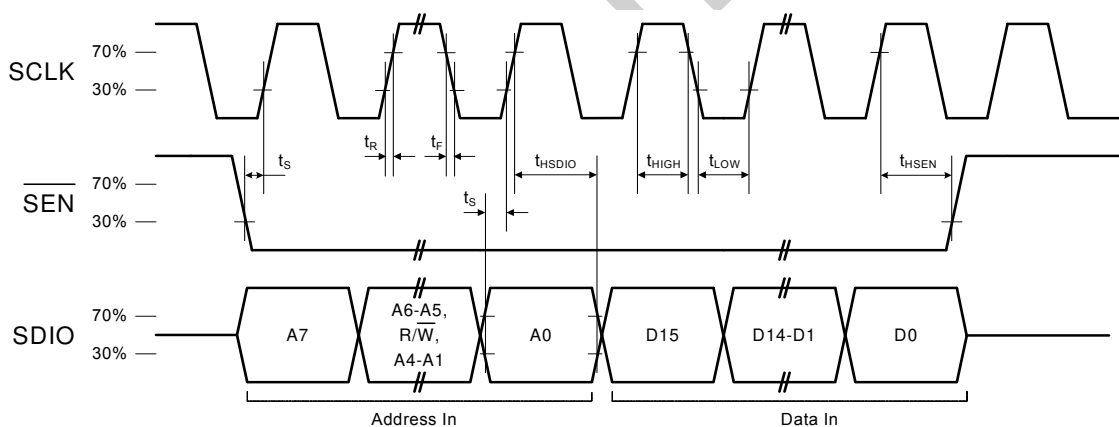 SCLK
70%
30%
tR
tF
tS
tHSDIO
tHIGH
tLOW
tHSEN
SEN
70%
30%
tS
SDIO
70%
30%
A7
A6-A5,
R/W,
A4-A1
A0
D15
D14-D1
D0
Address In
Data In